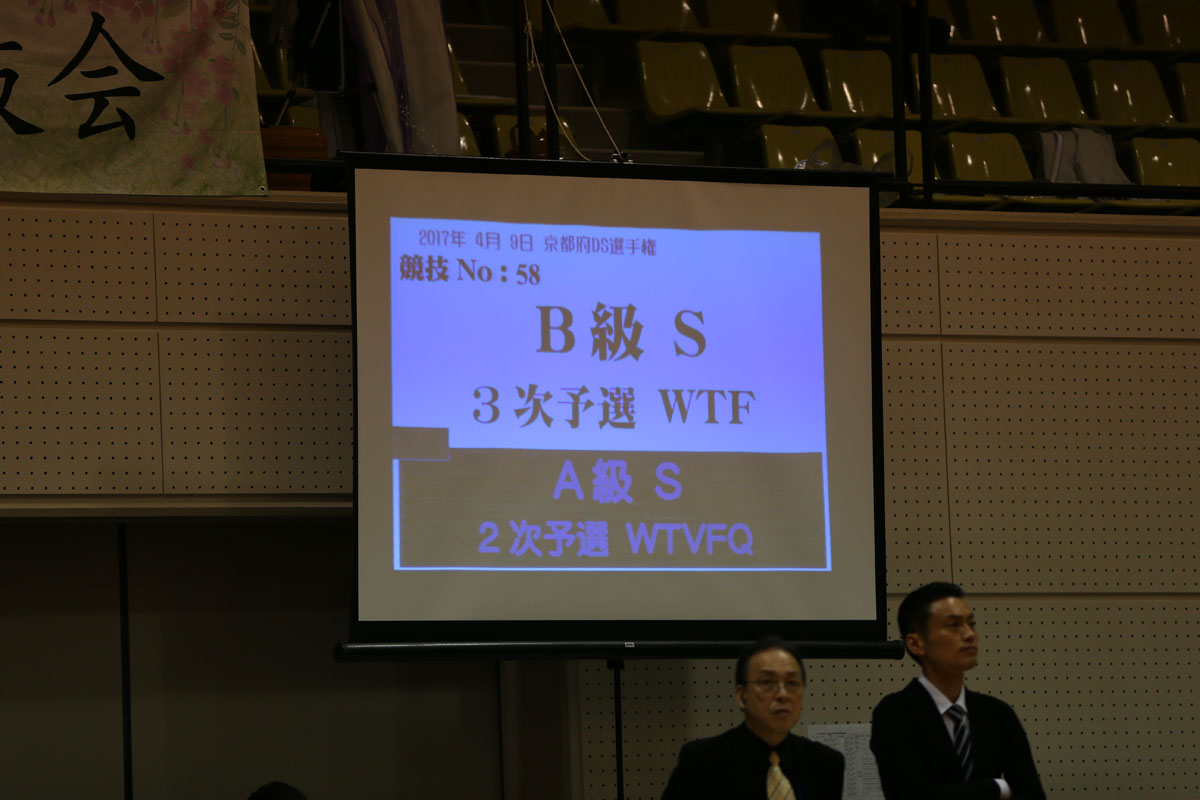 友会
2017年 4月 9日 京都府DS選手権
競技 No : 58
B級 S
3次予選 WTF
A級 S
2次予選 WTVFQ